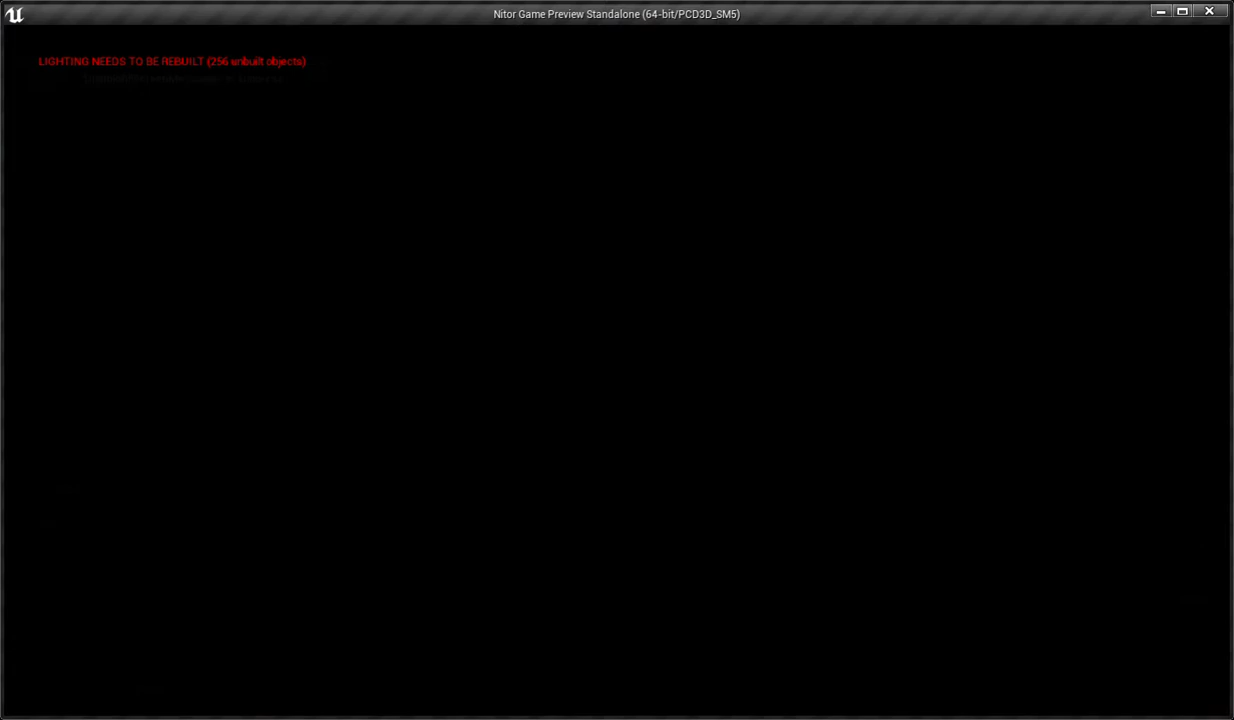 Nitor Game Preview Standalone (64-bit/PCD3D_SM5)
LIGHTING NEEDS TO BE REBUILT (256 unbuilt objects)